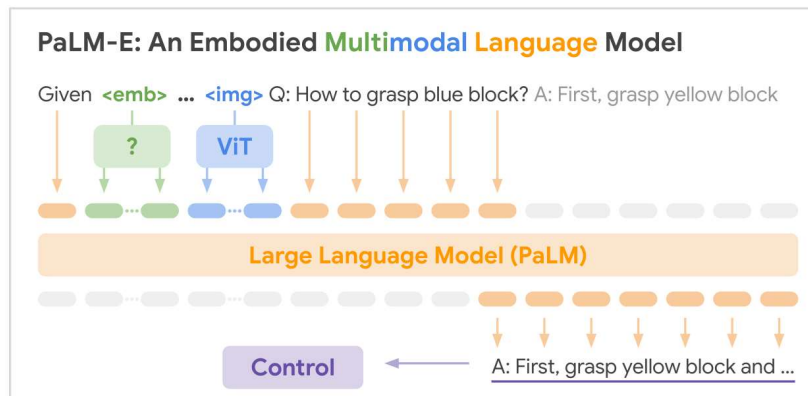 PaLM-E: An Embodied Multimodal Language Model
Given <emb> ... <img> Q: How to grasp blue block? A: First, grasp yellow block
? ViT
Large Language Model (PaLM)
Control A: First, grasp yellow block and ...